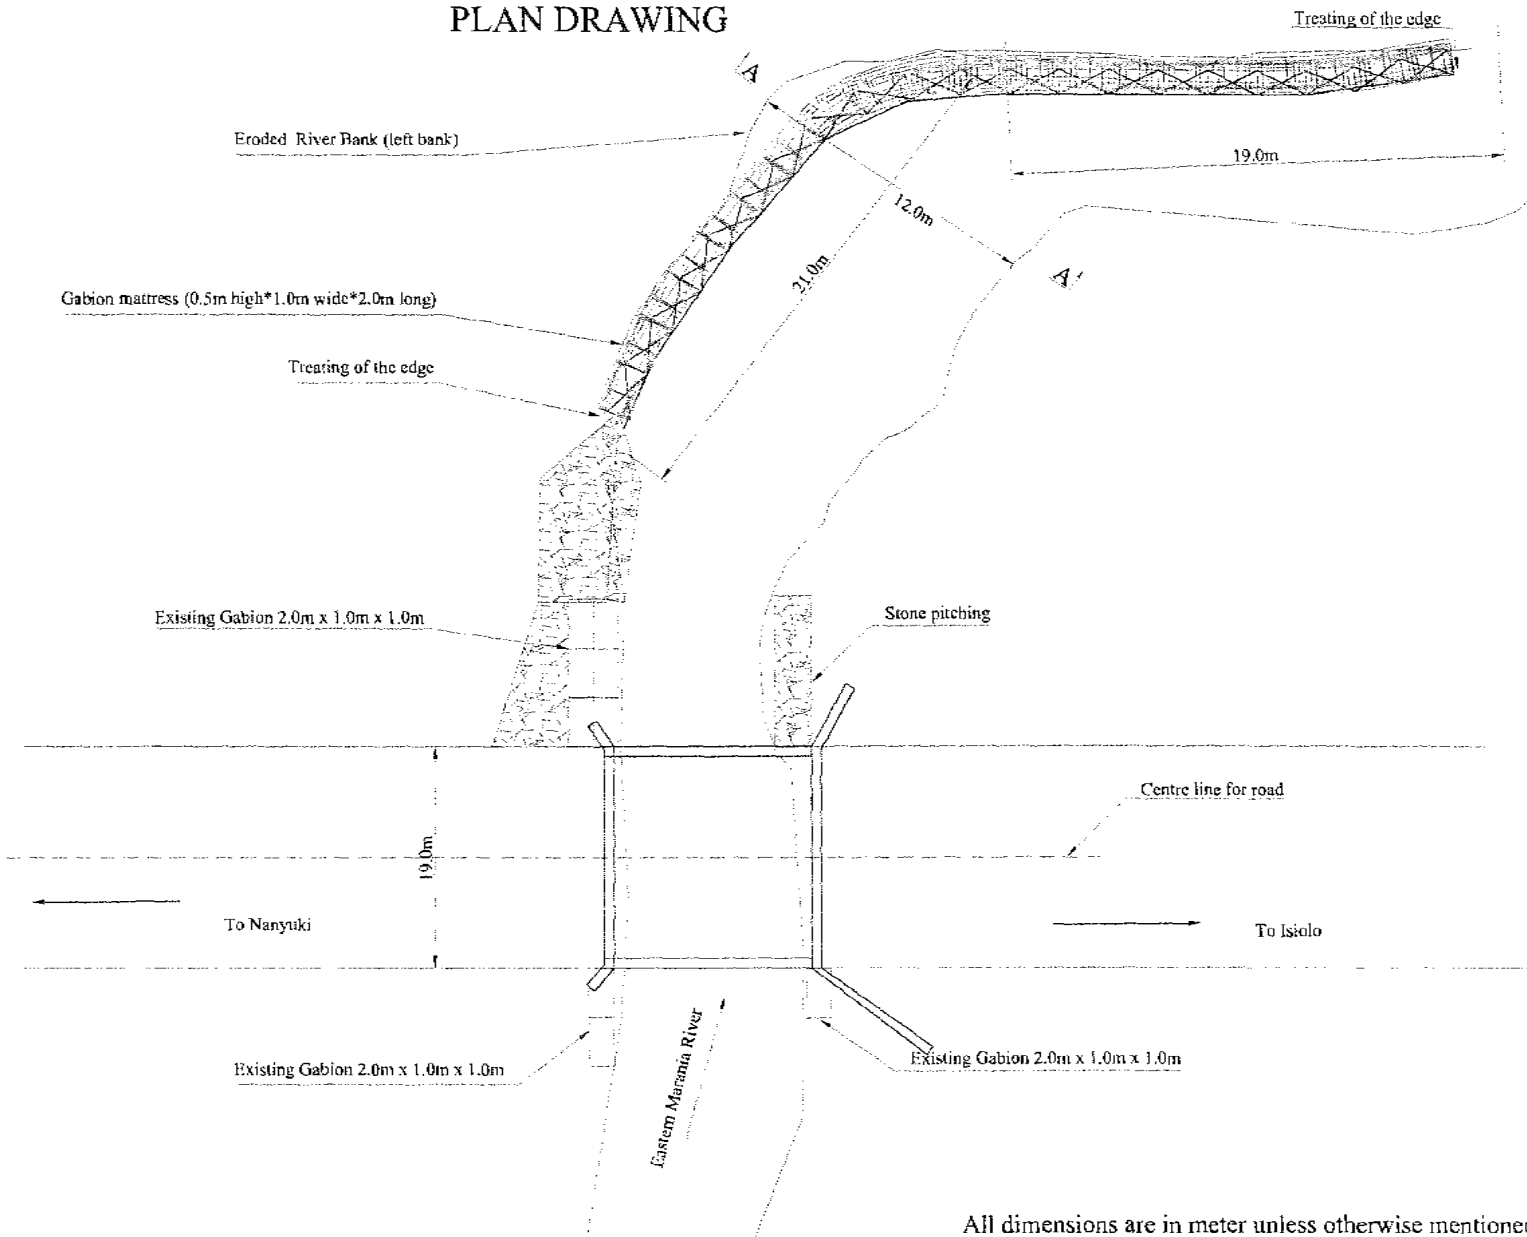 PLAN DRAWING
Treating of the edge
A
Eroded River Bank (left bank)
19.0m
12.0m
21.0m
A'
Gabion mattress (0.5m high*1.0m wide*2.0m long)
Treating of the edge
Existing Gabion 2.0m x 1.0m x 1.0m
Stone pitching
Centre line for road
19.0m
To Nanyuki
To Isiolo
Eastern Marania River
Existing Gabion 2.0m x 1.0m x 1.0m
Existing Gabion 2.0m x 1.0m x 1.0m
All dimensions are in meter unless otherwise mentione